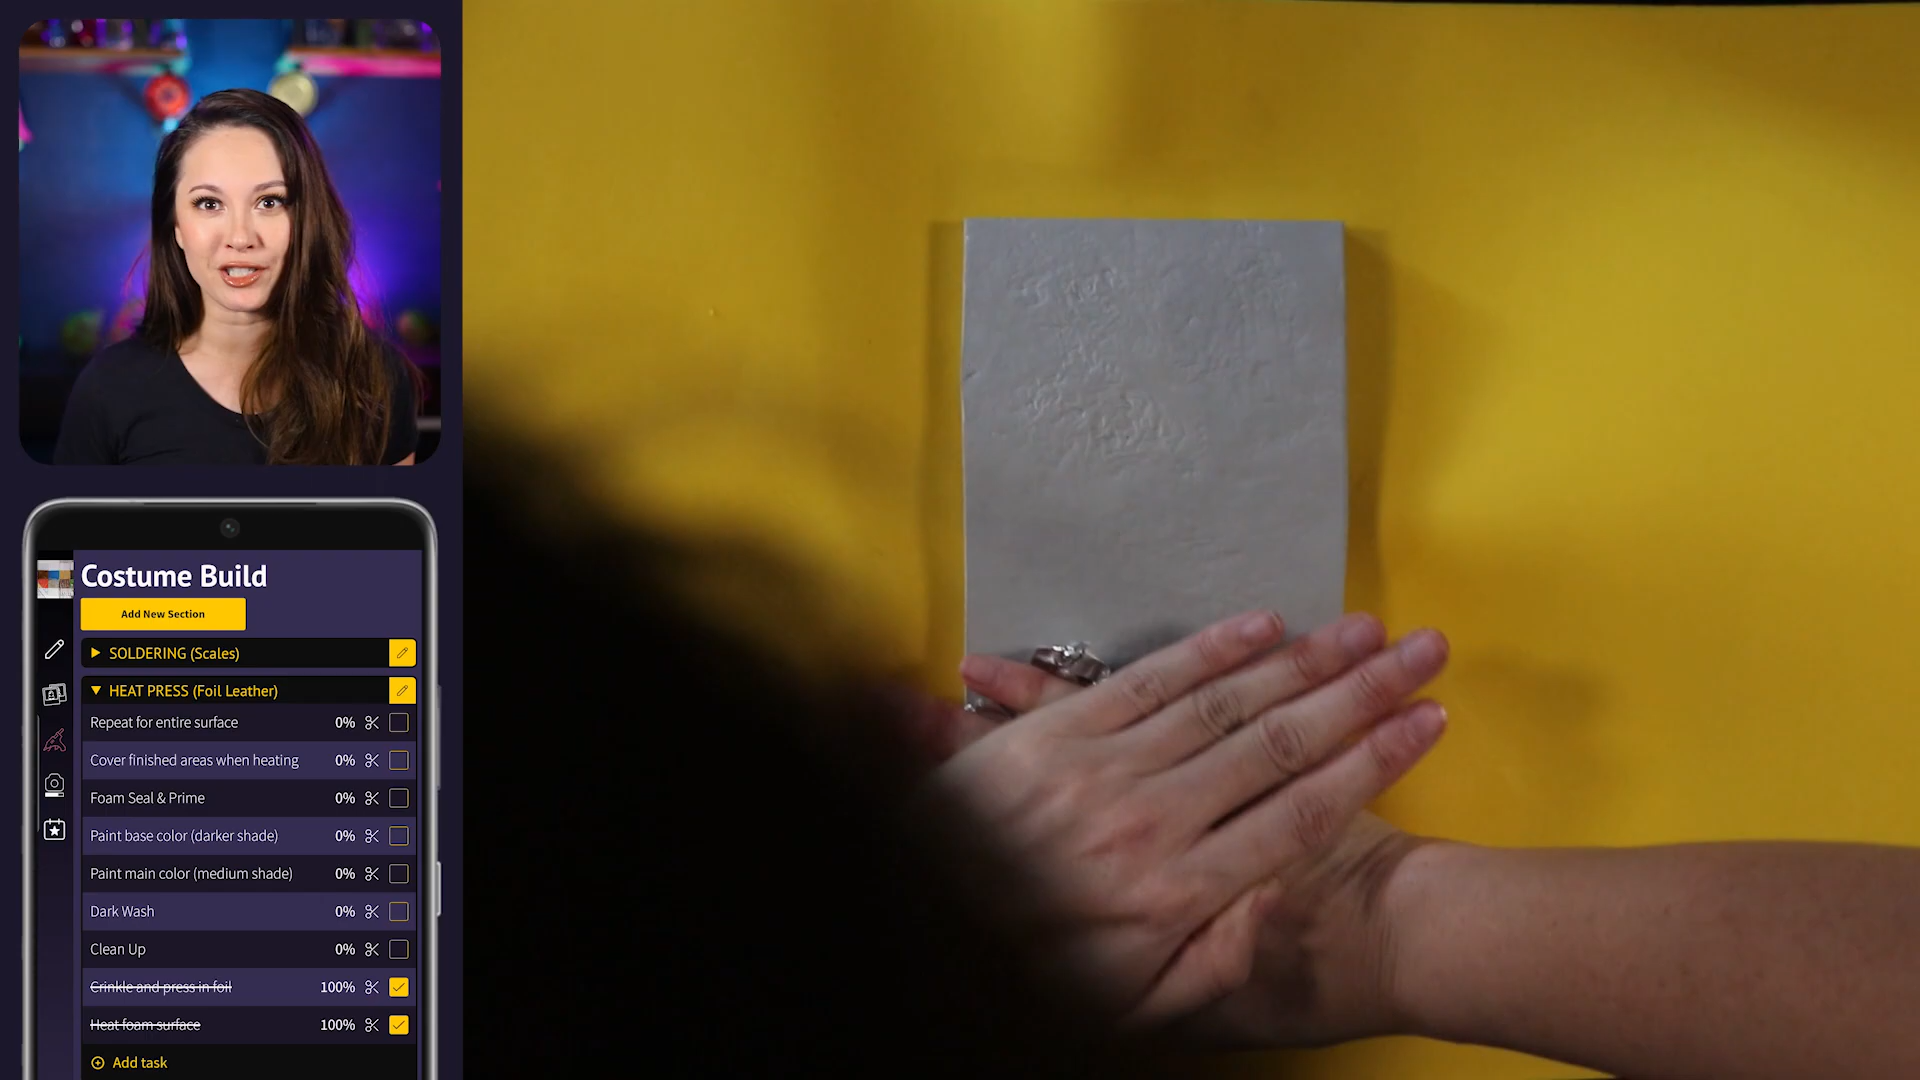 Costume Build
Add New Section
SOLDERING (Scales)
HEAT PRESS (Foil Leather)
Repeat for entire surface 0%
Cover finished areas when heating 0%
Foam Seal & Prime 0%
Paint base color (darker shade) 0%
Paint main color (medium shade) 0%
Dark Wash 0%
Clean Up 0%
Crinkle and press in foil 100%
Heat foam surface 100%
Add task